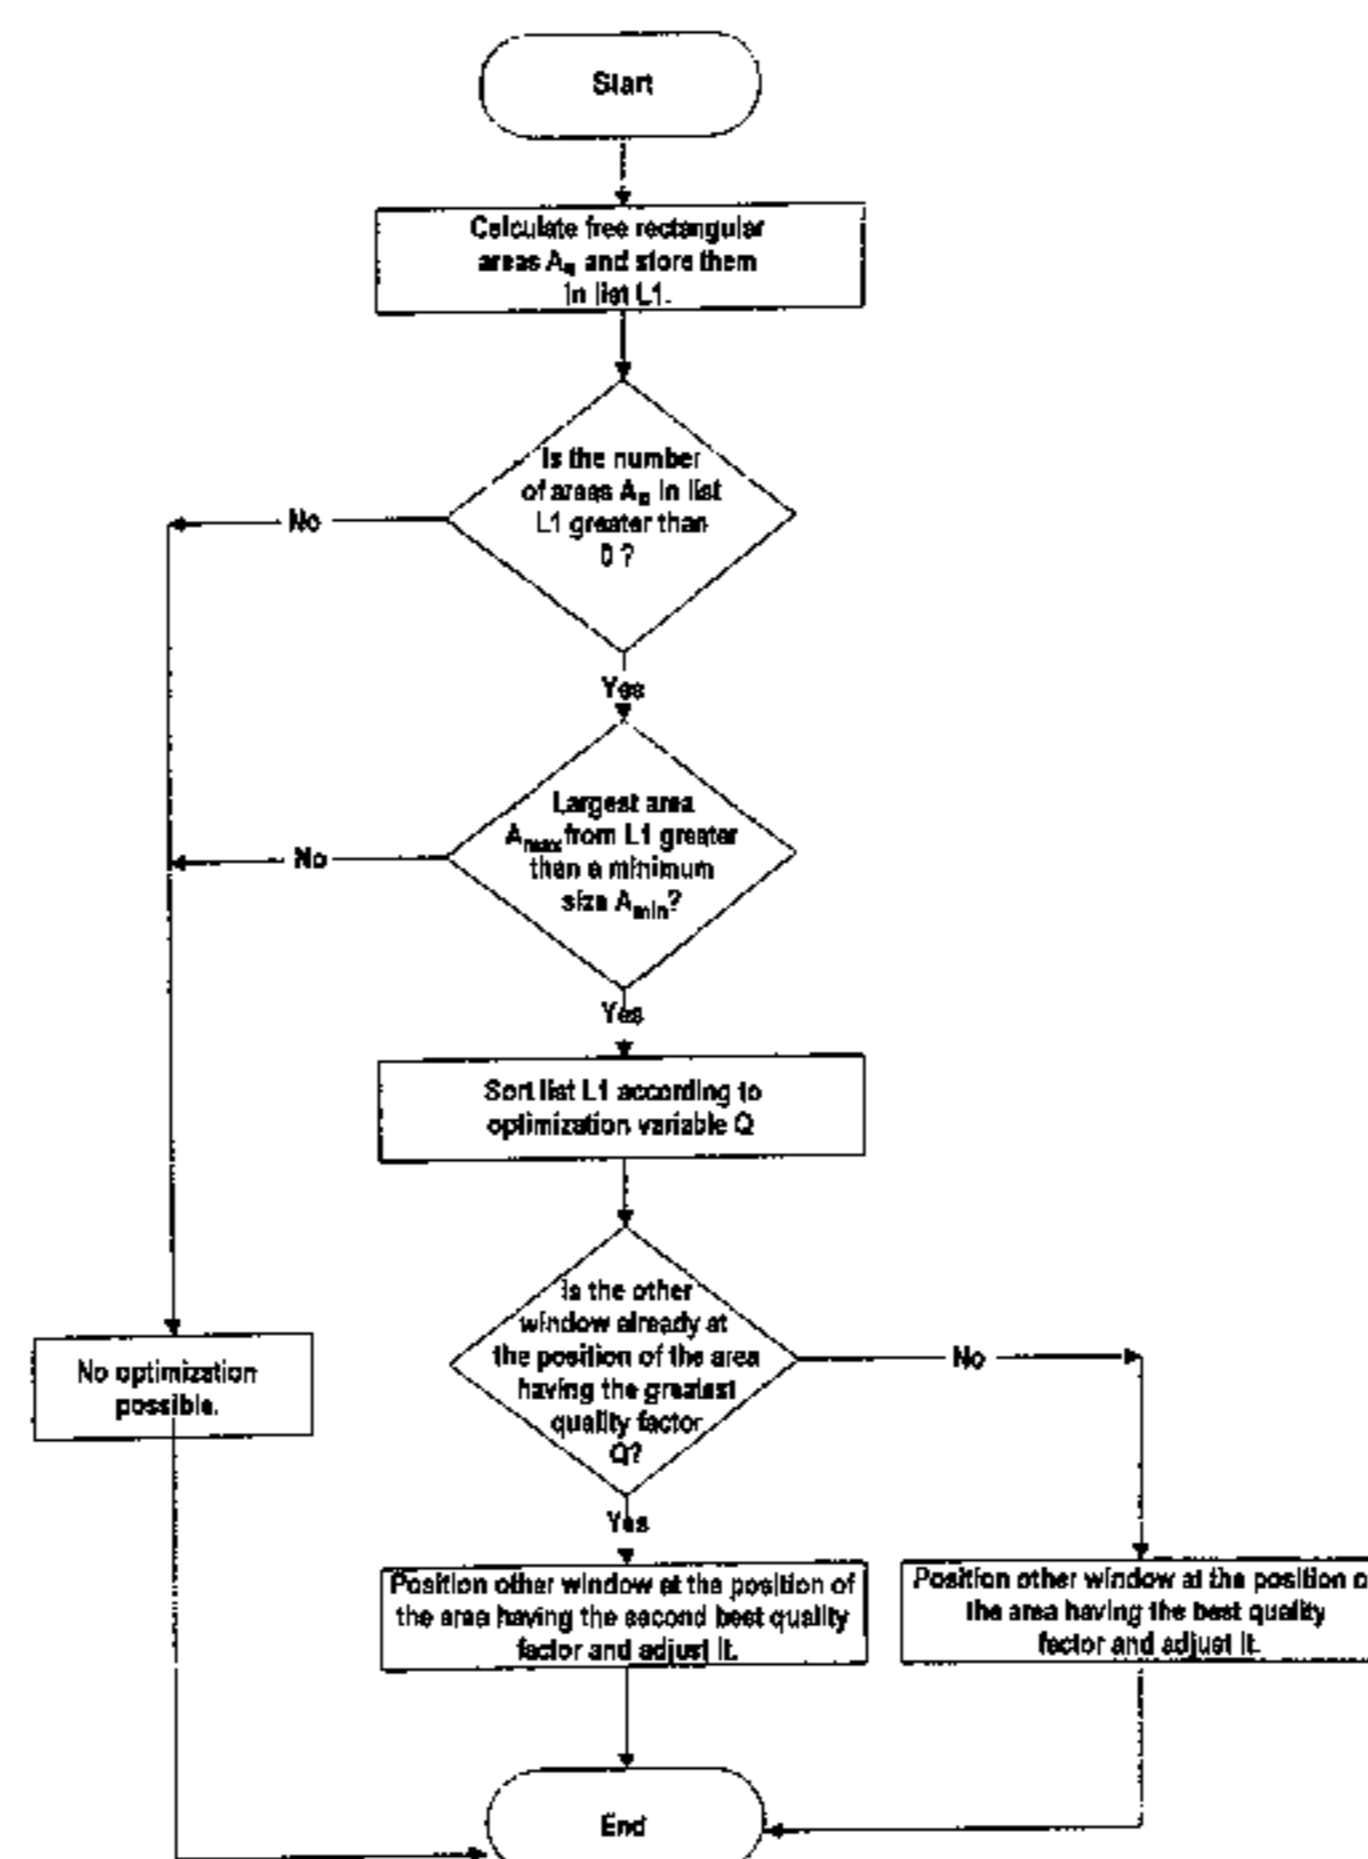 Start
Calculate free rectangular
areas Aₙ and store them
in list L1.
Is the number
of areas Aₙ in list
L1 greater than
0 ?
No
Yes
Largest area
Amax from L1 greater
than a minimum
size Amin?
No
Yes
Sort list L1 according to
optimization variable Q
Is the other
window already at
the position of the area
having the greatest
quality factor
Q?
No
No optimization
possible.
Yes
Position other window at the position of
the area having the second best quality
factor and adjust it.
Position other window at the position o
the area having the best quality
factor and adjust it.
End